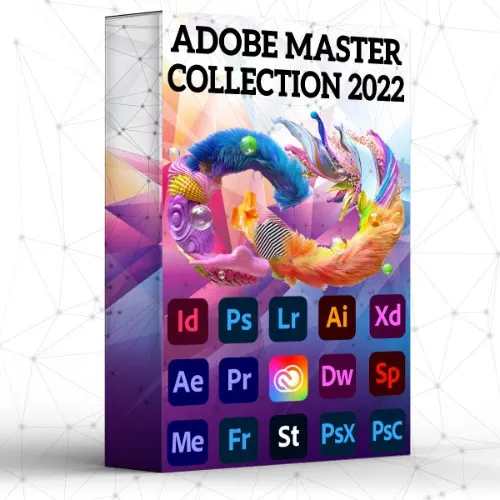 ADOBE MASTER
COLLECTION 2022
Id Ps Lr Ai Xd
Ae Pr Dw Sp
Me Fr St PsX PsC